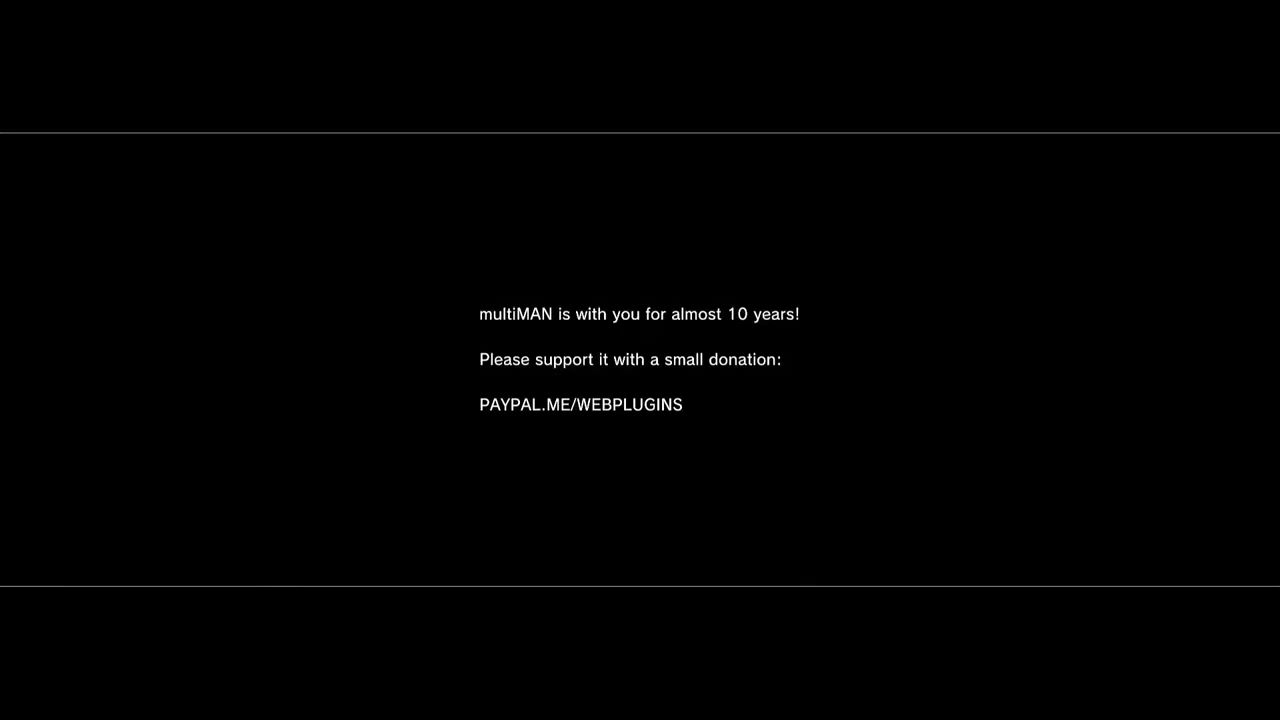 multiMAN is with you for almost 10 years!
Please support it with a small donation:
PAYPAL.ME/WEBPLUGINS